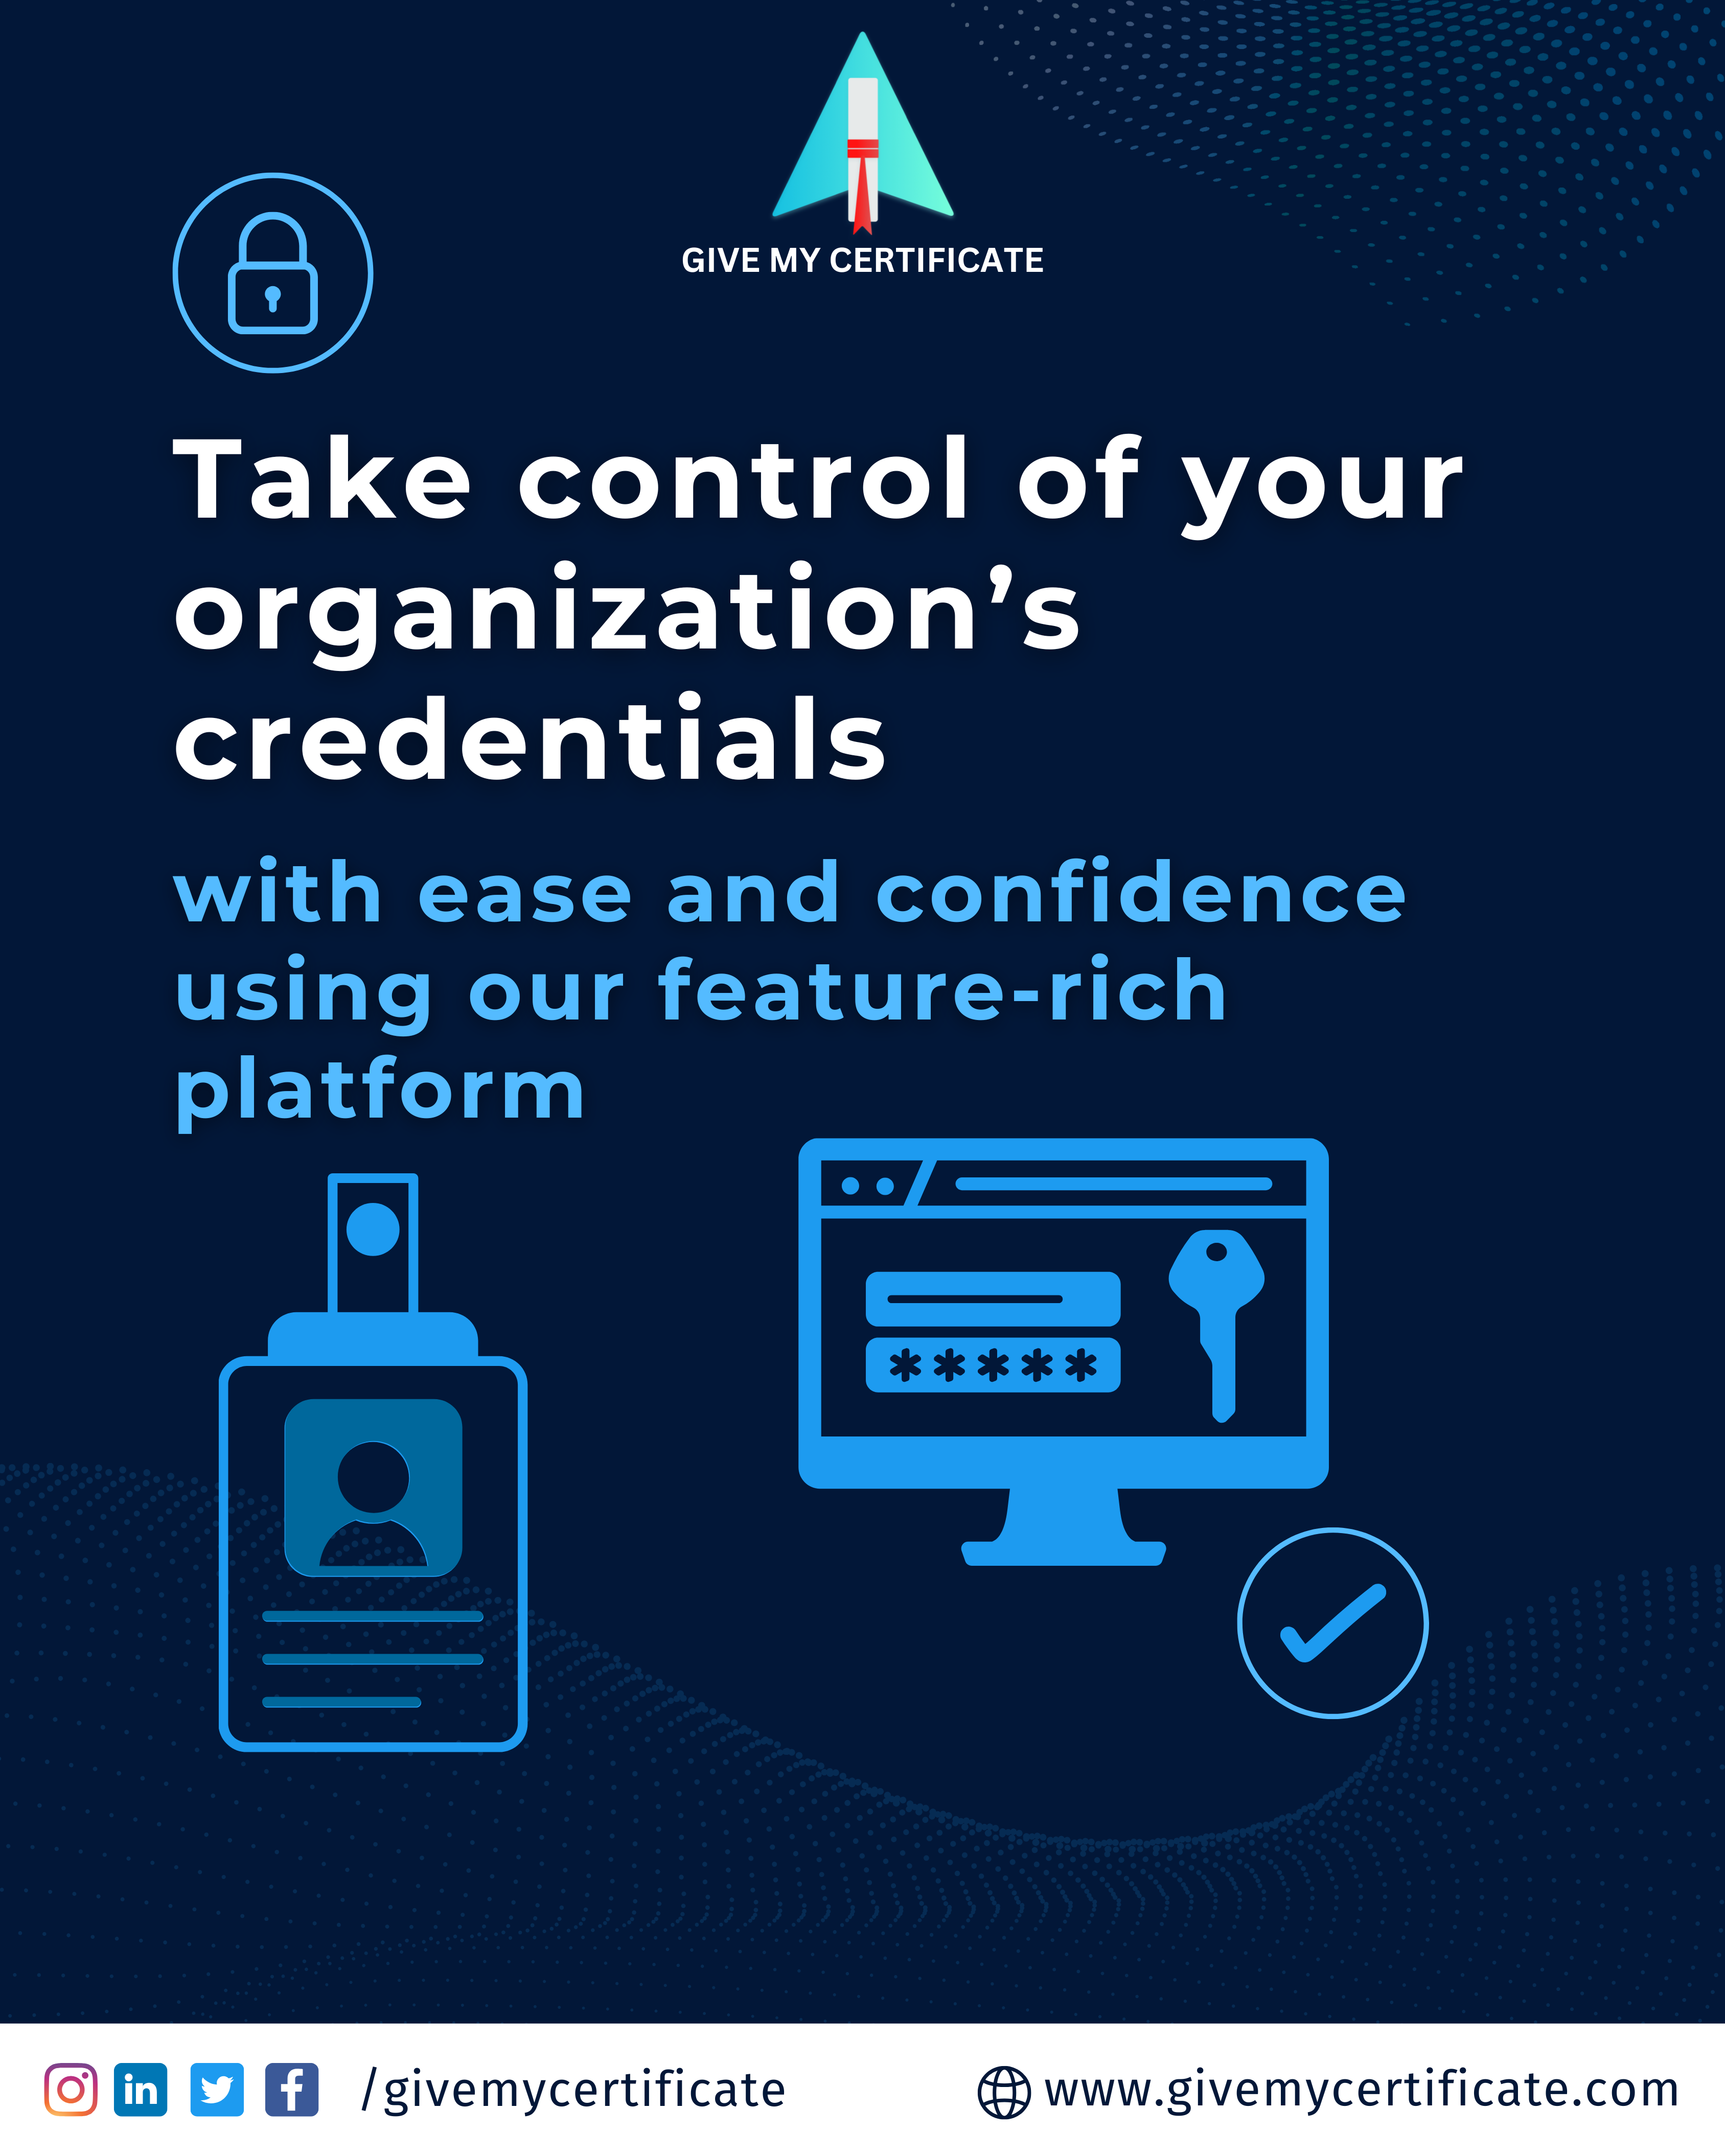 GIVE MY CERTIFICATE
Take control of your
organization’s
credentials
with ease and confidence
using our feature-rich
platform
*****
in
/givemycertificate
www.givemycertificate.com